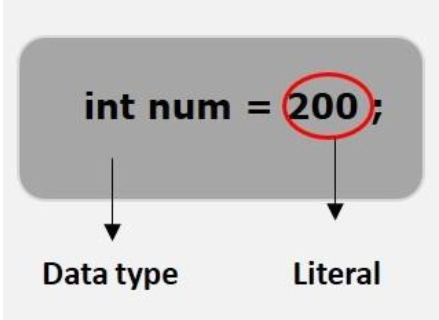 int num = 200 ;
Data type Literal